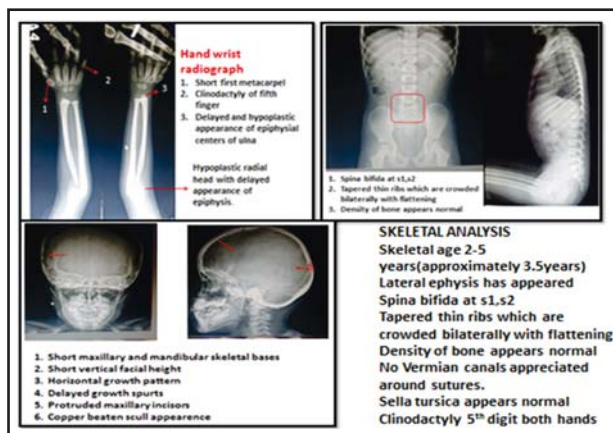 Hand wrist
radiograph
1. Short first metacarpel
2. Clinodactyly of fifth
finger
3. Delayed and hypoplastic
appearance of epiphysial
centers of ulna
Hypoplastic radial
head with delayed
appearance of
epiphysis.
1
2
3
1. Spina bifida at s1,s2
2. Tapered thin ribs which are crowded
bilaterally with flattening
3. Density of bone appears normal
1. Short maxillary and mandibular skeletal bases
2. Short vertical facial height
3. Horizontal growth pattern
4. Delayed growth spurts
5. Protruded maxillary incisors
6. Copper beaten scull appearence
SKELETAL ANALYSIS
Skeletal age 2-5
years(approximately 3.5years)
Lateral ephysis has appeared
Spina bifida at s1,s2
Tapered thin ribs which are
crowded bilaterally with flattening
Density of bone appears normal
No Vermian canals appreciated
around sutures.
Sella tursica appears normal
Clinodactyly 5th digit both hands